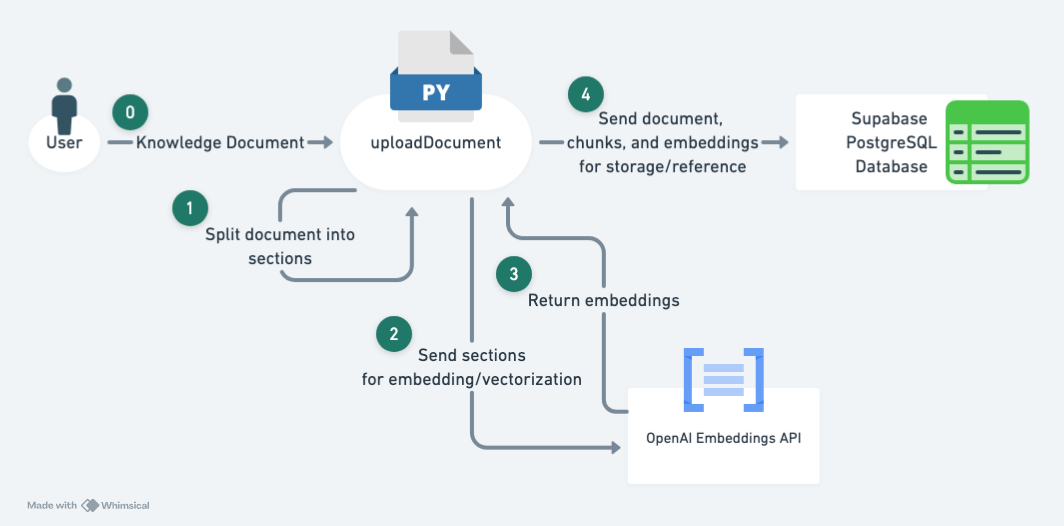 PY
0
User
Knowledge Document
uploadDocument
4
Send document,
chunks, and embeddings
for storage/reference
Supabase
PostgreSQL
Database
1
Split document into
sections
3
Return embeddings
2
Send sections
for embedding/vectorization
OpenAI Embeddings API
Made with Whimsical